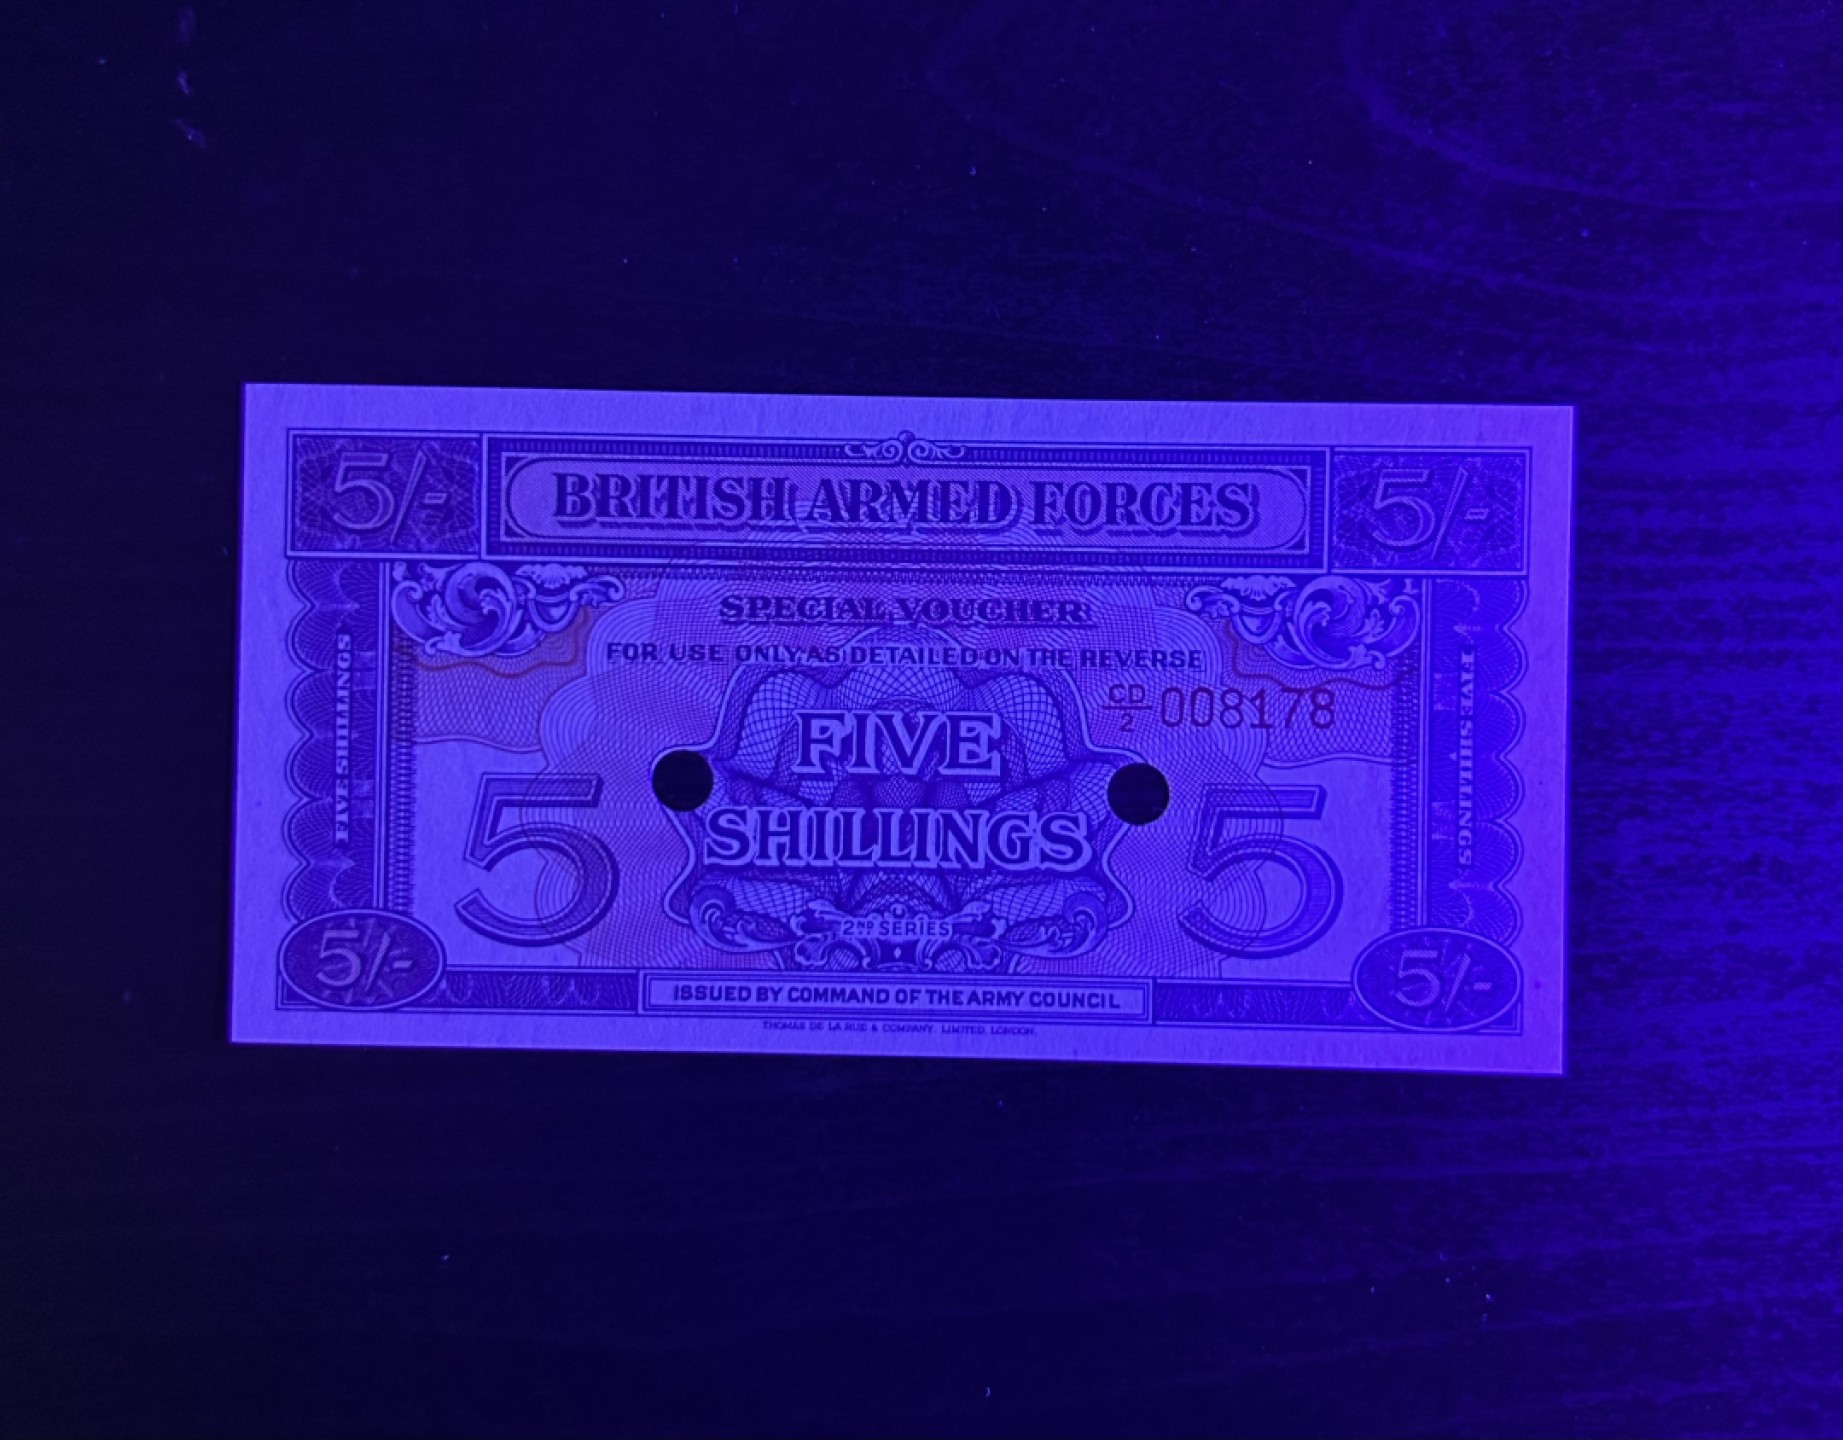 5/- BRITISH ARMED FORCES 5/-
SPECIAL VOUCHER
FOR USE ONLY AS DETAILED ON THE REVERSE
CD/2 008178
FIVE SHILLINGS
FIVE SHILLINGS
FIVE
5 SHILLINGS 5
2ND SERIES
5/- 5/-
ISSUED BY COMMAND OF THE ARMY COUNCIL
THOMAS DE LA RUE & COMPANY, LIMITED, LONDON.